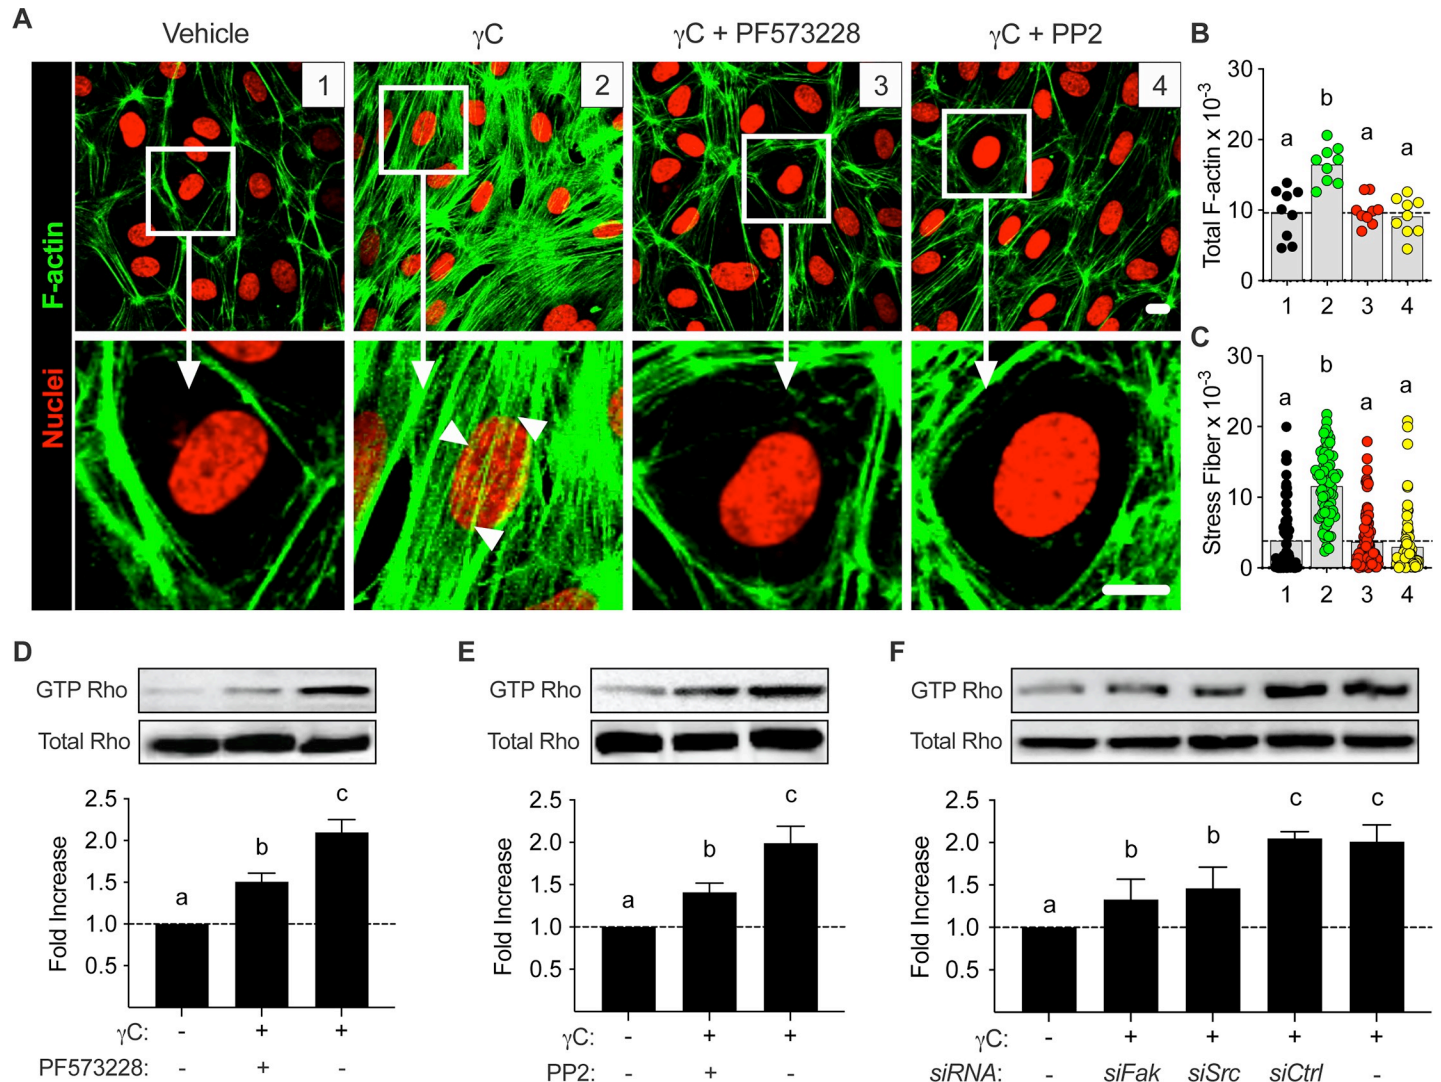 A
Vehicle
γC
γC + PF573228
γC + PP2
F-actin
Nuclei
1
2
3
4
B
Total F-actin x 10-3
30
20
10
0
a
b
a
a
1 2 3 4
C
Stress Fiber x 10-3
30
20
10
0
a
b
a
a
1 2 3 4
D
GTP Rho
Total Rho
Fold Increase
2.5
2.0
1.5
1.0
0.5
a
b
c
γC: - + +
PF573228: - + -
E
GTP Rho
Total Rho
Fold Increase
2.5
2.0
1.5
1.0
0.5
a
b
c
γC: - + +
PP2: - + -
F
GTP Rho
Total Rho
Fold Increase
2.5
2.0
1.5
1.0
0.5
a
b
b
c
c
γC: - + + + +
siRNA: - siFak siSrc siCtrl -